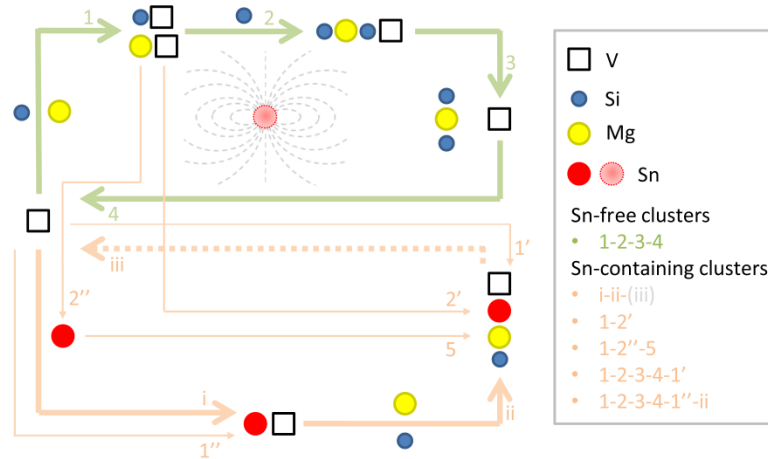 1
2
3
4
iii
1’
2’’
2’
5
i
ii
1’’
V
Si
Mg
Sn
Sn-free clusters
• 1-2-3-4
Sn-containing clusters
• i-ii-(iii)
• 1-2’
• 1-2’’-5
• 1-2-3-4-1’
• 1-2-3-4-1’’-ii